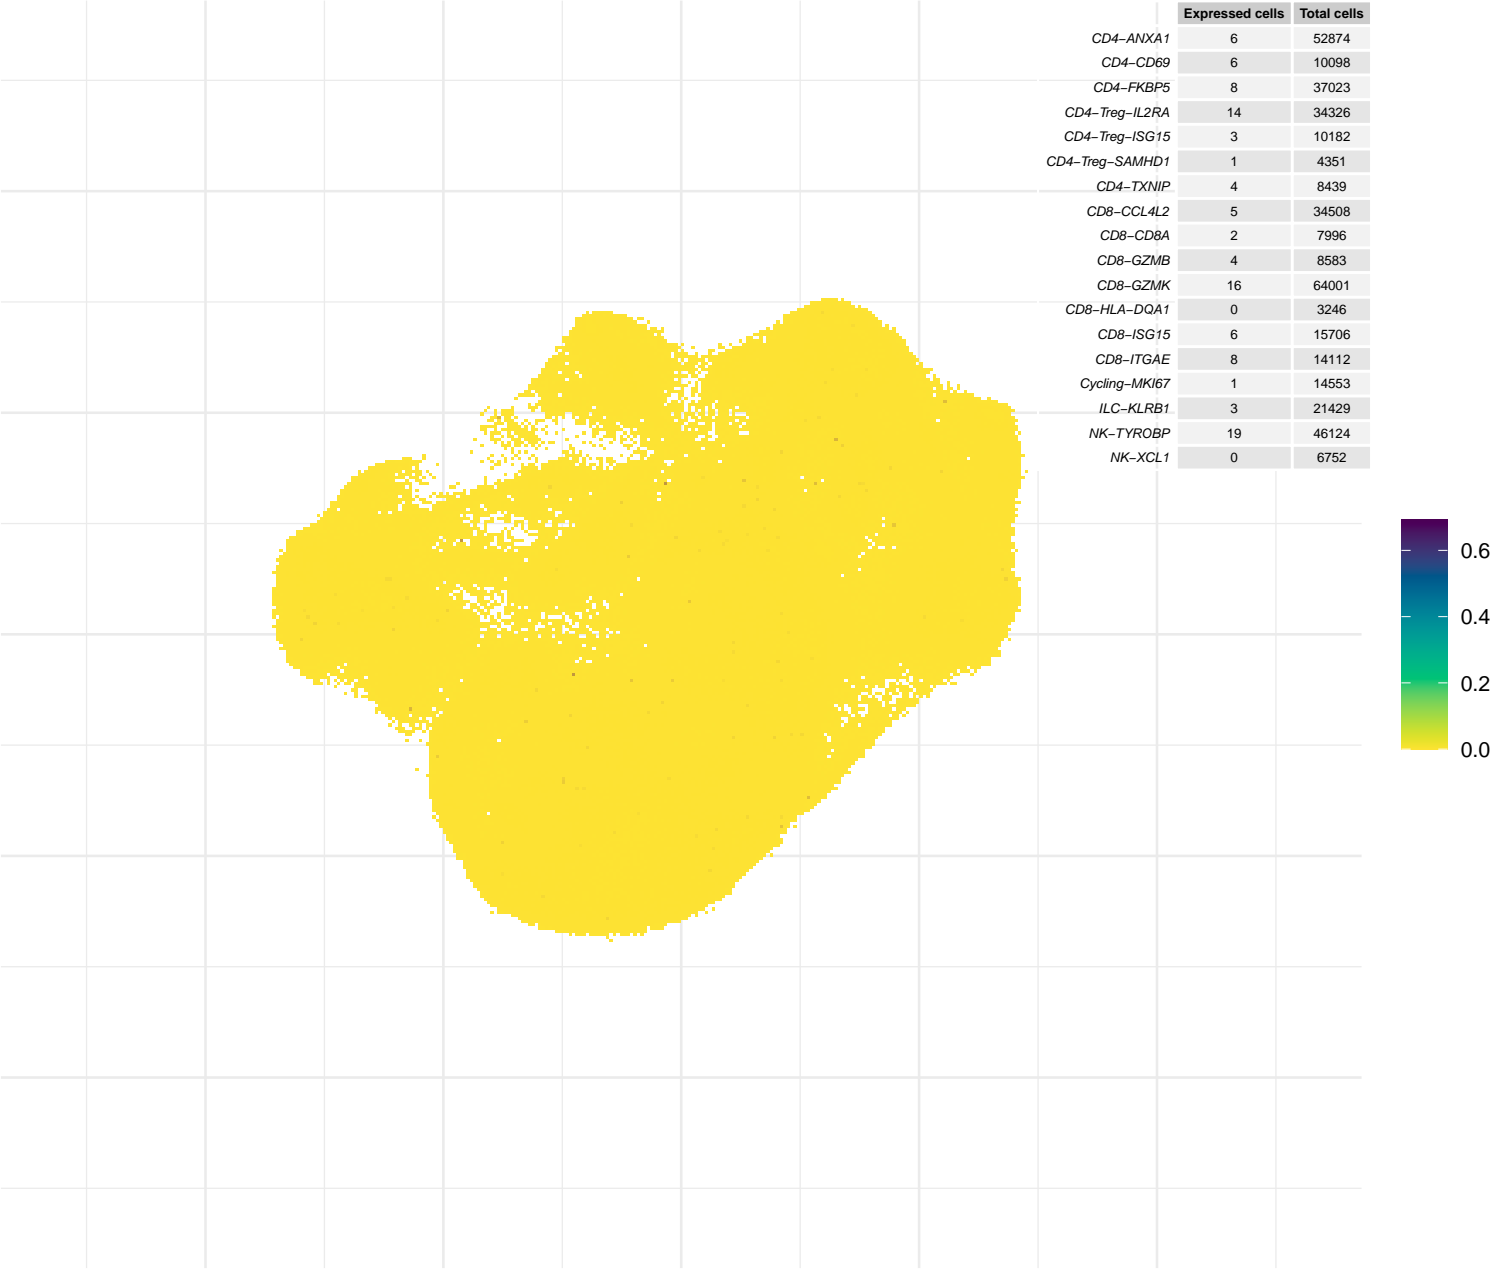 Expressed cells Total cells
CD4−ANXA1 6 52874
CD4−CD69 6 10098
CD4−FKBP5 8 37023
CD4−Treg−IL2RA 14 34326
CD4−Treg−ISG15 3 10182
CD4−Treg−SAMHD1 1 4351
CD4−TXNIP 4 8439
CD8−CCL4L2 5 34508
CD8−CD8A 2 7996
CD8−GZMB 4 8583
CD8−GZMK 16 64001
CD8−HLA−DQA1 0 3246
CD8−ISG15 6 15706
CD8−ITGAE 8 14112
Cycling−MKI67 1 14553
ILC−KLRB1 3 21429
NK−TYROBP 19 46124
NK−XCL1 0 6752
0.6
0.4
0.2
0.0